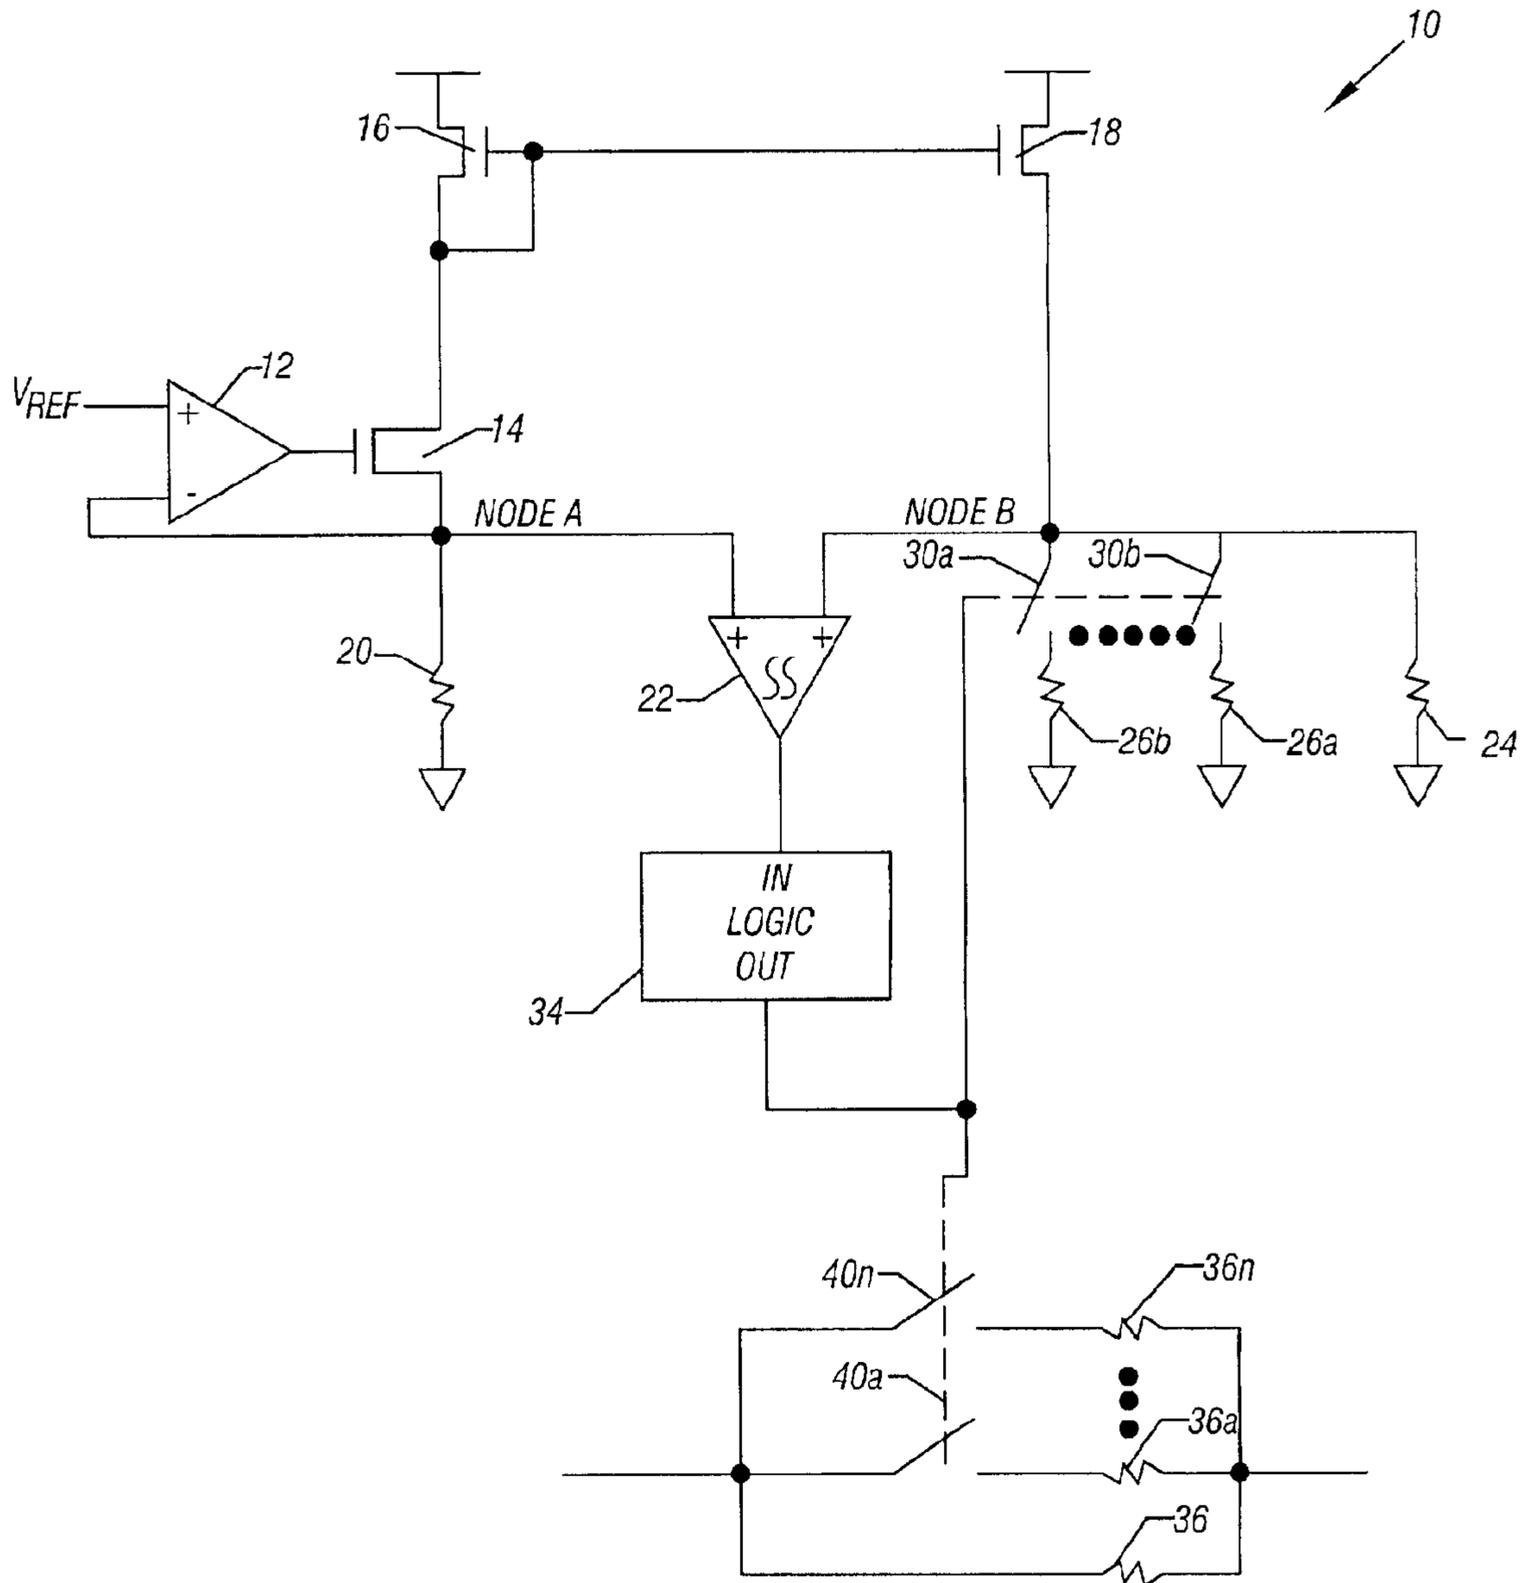 10
16
18
12
VREF
+
-
14
NODE A
NODE B
30a
30b
+ +
SS
20
22
26b
26a
24
IN
LOGIC
OUT
34
40n
36n
40a
36a
36